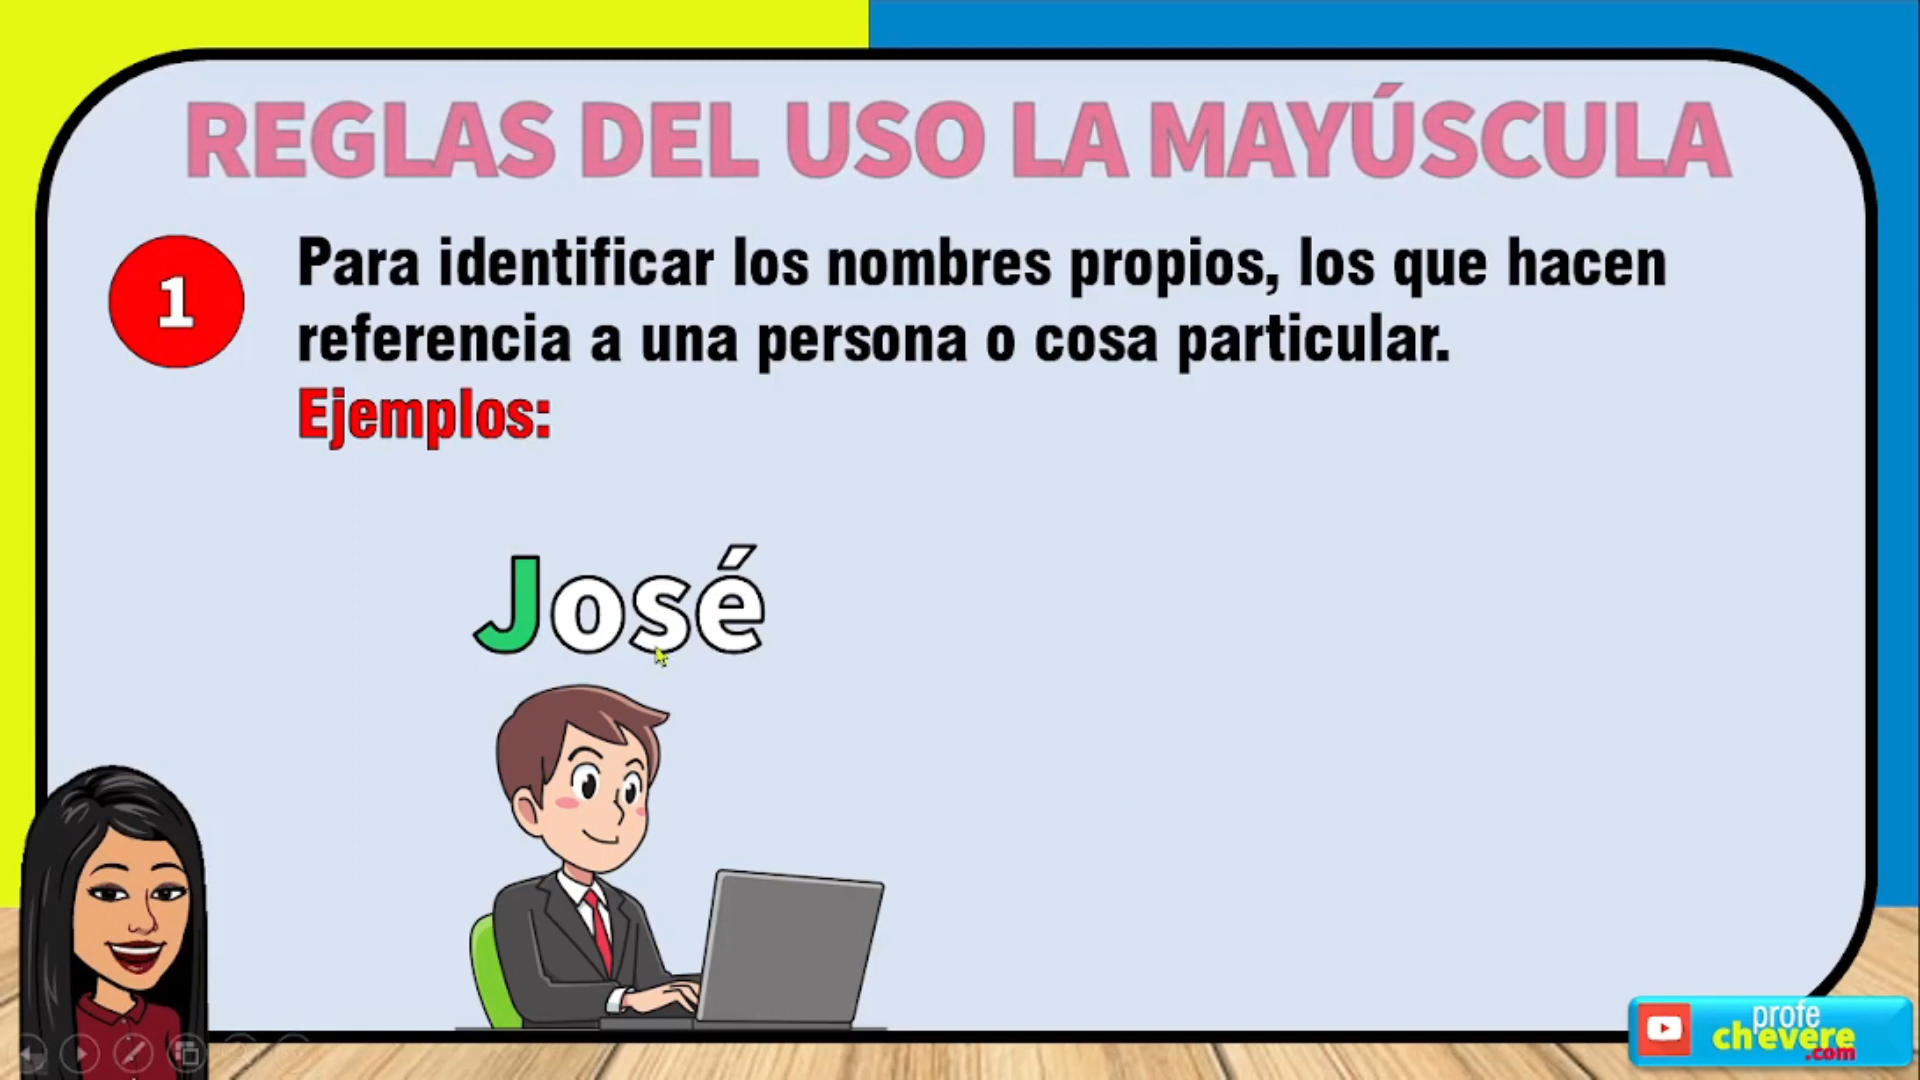 REGLAS DEL USO LA MAYÚSCULA
1
Para identificar los nombres propios, los que hacen
referencia a una persona o cosa particular.
Ejemplos:
José
profe
chévere
.com